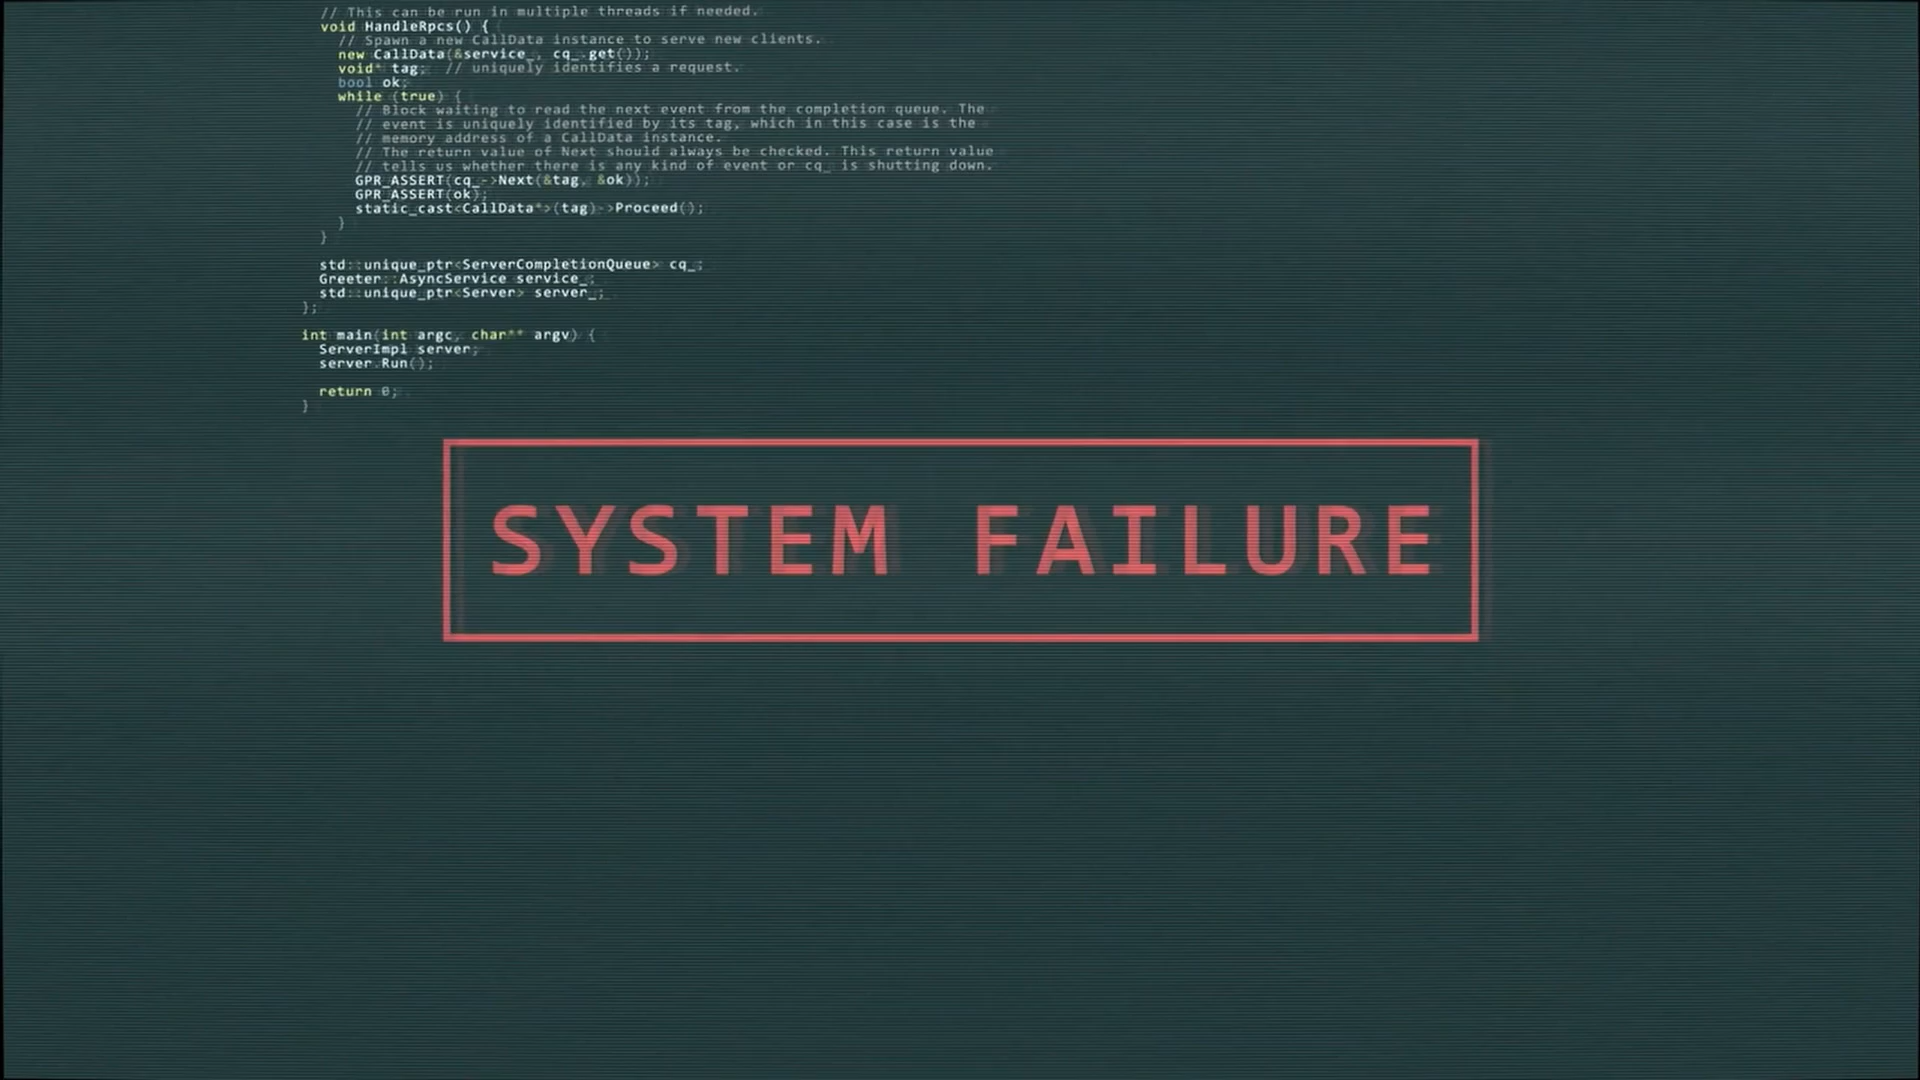 // This can be run in multiple threads if needed.
void HandleRpcs() {
// Spawn a new CallData instance to serve new clients.
new CallData(&service_, cq_.get());
void* tag;  // uniquely identifies a request.
bool ok;
while (true) {
// Block waiting to read the next event from the completion queue. The
// event is uniquely identified by its tag, which in this case is the
// memory address of a CallData instance.
// The return value of Next should always be checked. This return value
// tells us whether there is any kind of event or cq_ is shutting down.
GPR_ASSERT(cq_->Next(&tag, &ok));
GPR_ASSERT(ok);
static_cast<CallData*>(tag)->Proceed();
}
}
std::unique_ptr<ServerCompletionQueue> cq_;
Greeter::AsyncService service_;
std::unique_ptr<Server> server_;
};
int main(int argc, char** argv) {
ServerImpl server;
server.Run();
return 0;
}
SYSTEM FAILURE